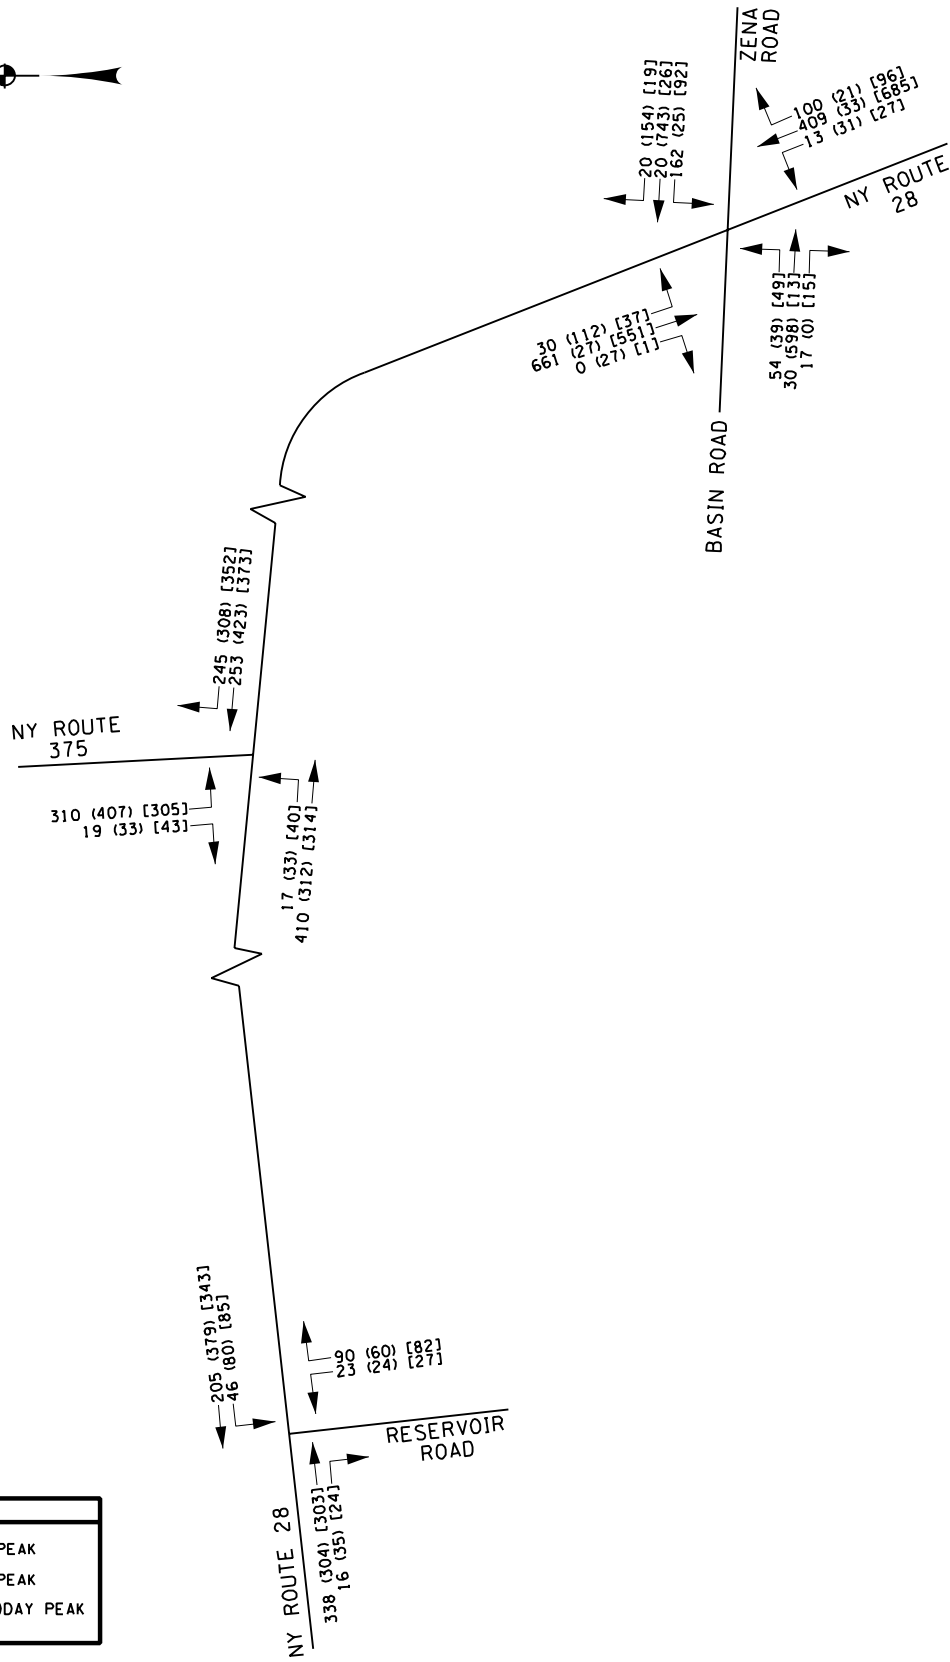 ZENA
ROAD
20 (154) [19]
20 (743) [26]
162 (25) [92]
100 (21) [96]
409 (33) [685]
13 (31) [27]
NY ROUTE
28
30 (112) [37]
661 (27) [551]
0 (27) [1]
54 (39) [49]
30 (598) [13]
17 (0) [15]
BASIN ROAD
245 (308) [352]
253 (423) [373]
NY ROUTE
375
310 (407) [305]
19 (33) [43]
17 (33) [40]
410 (312) [314]
205 (379) [343]
46 (80) [85]
90 (60) [82]
23 (24) [27]
RESERVOIR
ROAD
NY ROUTE 28
338 (304) [303]
16 (35) [24]
PEAK
PEAK
DAY PEAK